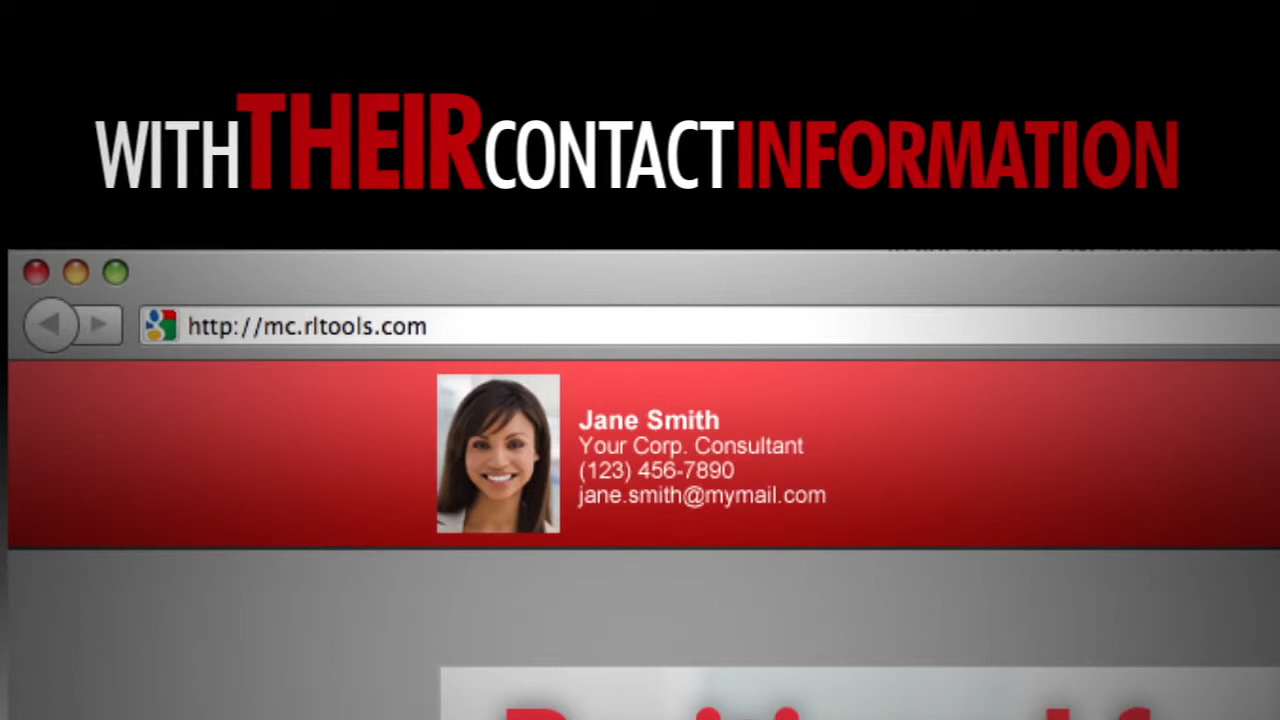 WITH THEIR CONTACT INFORMATION
http://mc.rltools.com
Jane Smith
Your Corp. Consultant
(123) 456-7890
jane.smith@mymail.com